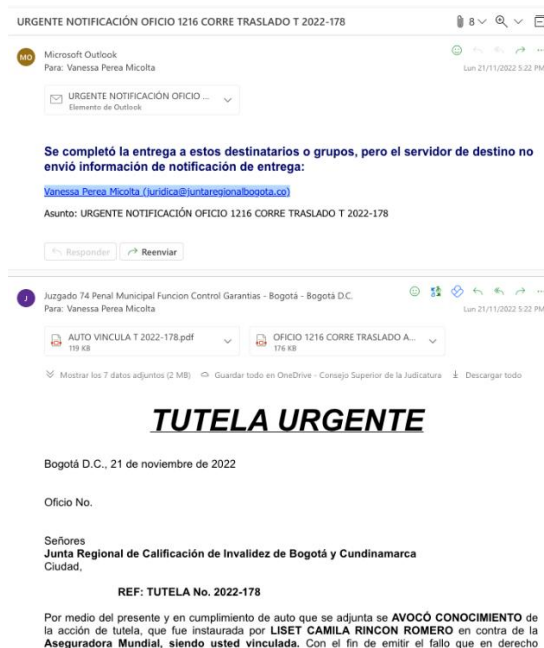 URGENTE NOTIFICACIÓN OFICIO 1216 CORRE TRASLADO T 2022-178
8
MO
Microsoft Outlook
Para: Vanessa Perea Micolta
Lun 21/11/2022 5:22 PM
URGENTE NOTIFICACIÓN OFICIO ...
Elemento de Outlook
Se completó la entrega a estos destinatarios o grupos, pero el servidor de destino no
envió información de notificación de entrega:
Vanessa Perea Micolta (juridica@juntaregionalbogota.co)
Asunto: URGENTE NOTIFICACIÓN OFICIO 1216 CORRE TRASLADO T 2022-178
Responder
Reenviar
J
Juzgado 74 Penal Municipal Funcion Control Garantias - Bogotá - Bogotá D.C.
Para: Vanessa Perea Micolta
Lun 21/11/2022 5:22 PM
AUTO VINCULA T 2022-178.pdf
119 KB
OFICIO 1216 CORRE TRASLADO A...
176 KB
Mostrar los 7 datos adjuntos (2 MB)
Guardar todo en OneDrive - Consejo Superior de la Judicatura
Descargar todo
TUTELA URGENTE
Bogotá D.C., 21 de noviembre de 2022
Oficio No.
Señores
Junta Regional de Calificación de Invalidez de Bogotá y Cundinamarca
Ciudad,
REF: TUTELA No. 2022-178
Por medio del presente y en cumplimiento de auto que se adjunta se AVOCÓ CONOCIMIENTO de
la acción de tutela, que fue instaurada por LISET CAMILA RINCON ROMERO en contra de la
Aseguradora Mundial, siendo usted vinculada. Con el fin de emitir el fallo que en derecho